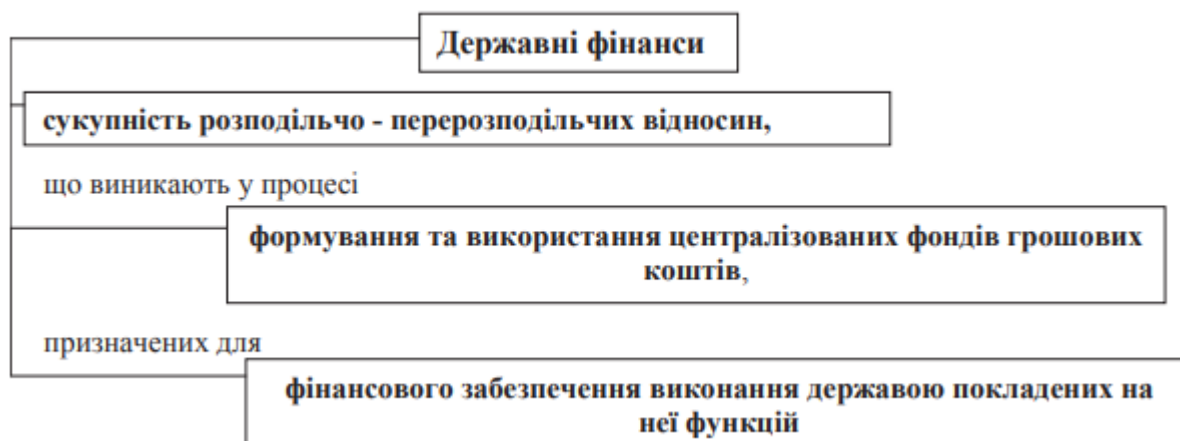 Державні фінанси
сукупність розподільчо - перерозподільчих відносин,
що виникають у процесі
формування та використання централізованих фондів грошових
коштів,
призначених для
фінансового забезпечення виконання державою покладених на
неї функцій